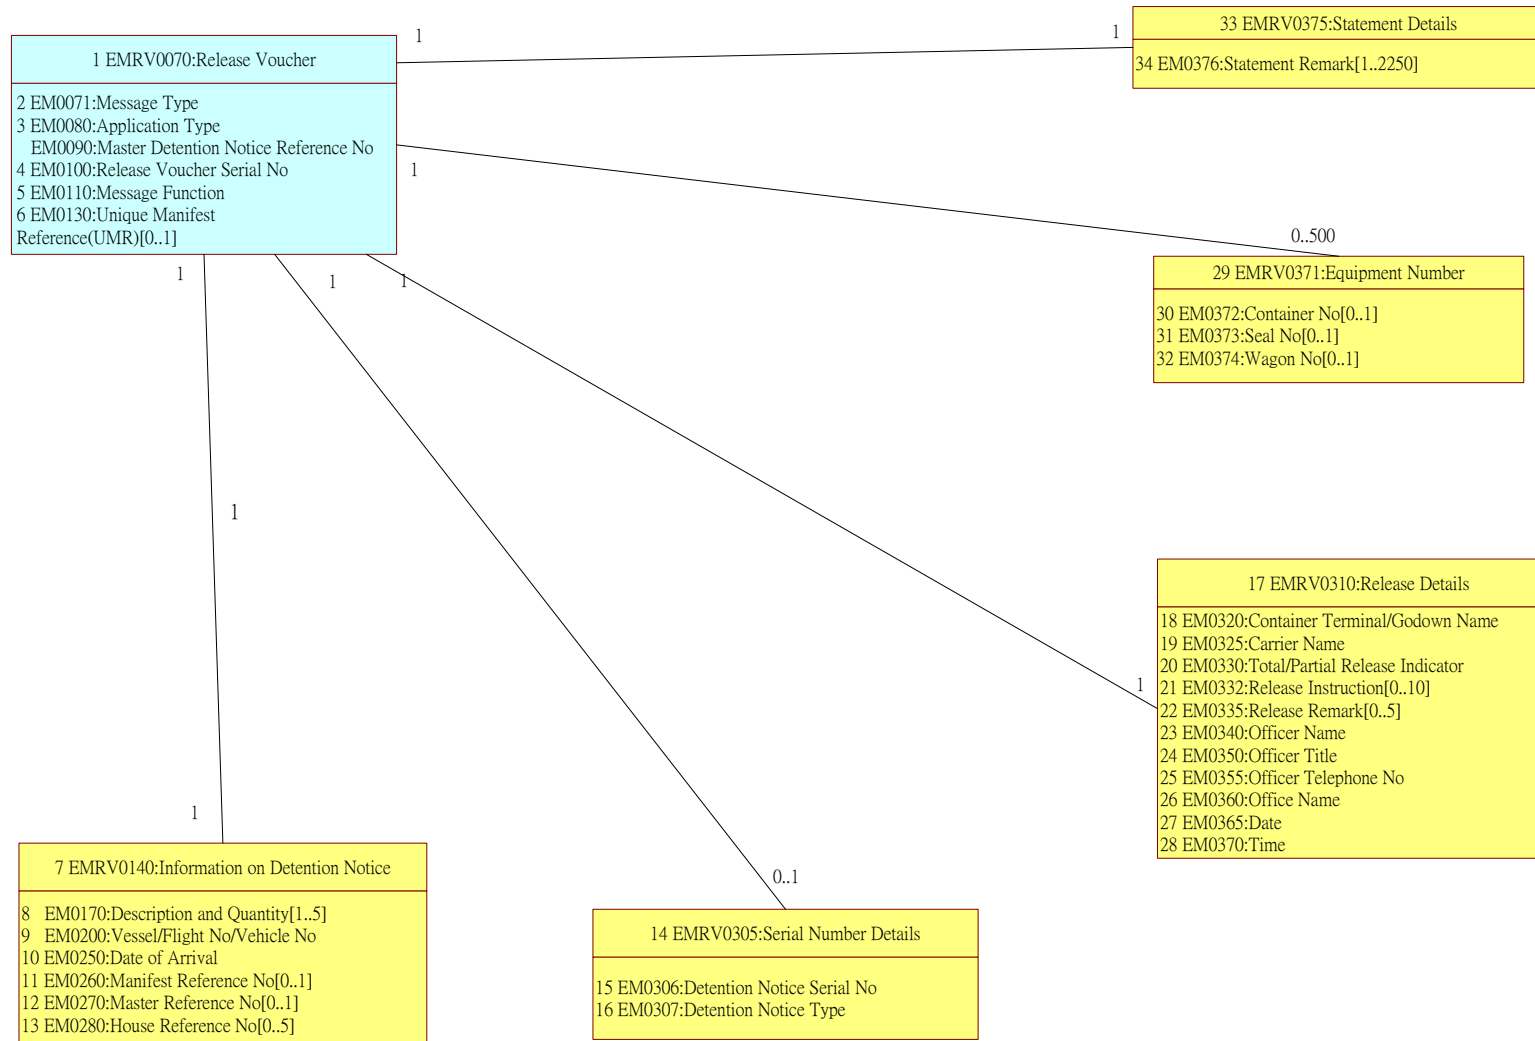 1 EMRV0070:Release Voucher
2 EM0071:Message Type
3 EM0080:Application Type
EM0090:Master Detention Notice Reference No
4 EM0100:Release Voucher Serial No
5 EM0110:Message Function
6 EM0130:Unique Manifest
Reference(UMR)[0..1]
1
1
33 EMRV0375:Statement Details
34 EM0376:Statement Remark[1..2250]
1
0..500
29 EMRV0371:Equipment Number
30 EM0372:Container No[0..1]
31 EM0373:Seal No[0..1]
32 EM0374:Wagon No[0..1]
1
1
1
1
1
17 EMRV0310:Release Details
18 EM0320:Container Terminal/Godown Name
19 EM0325:Carrier Name
20 EM0330:Total/Partial Release Indicator
21 EM0332:Release Instruction[0..10]
22 EM0335:Release Remark[0..5]
23 EM0340:Officer Name
24 EM0350:Officer Title
25 EM0355:Officer Telephone No
26 EM0360:Office Name
27 EM0365:Date
28 EM0370:Time
1
7 EMRV0140:Information on Detention Notice
8 EM0170:Description and Quantity[1..5]
9 EM0200:Vessel/Flight No/Vehicle No
10 EM0250:Date of Arrival
11 EM0260:Manifest Reference No[0..1]
12 EM0270:Master Reference No[0..1]
13 EM0280:House Reference No[0..5]
0..1
14 EMRV0305:Serial Number Details
15 EM0306:Detention Notice Serial No
16 EM0307:Detention Notice Type